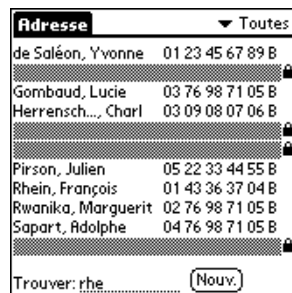 Adresse Toutes
de Saléon, Yvonne 01 23 45 67 89 B
Gombaud, Lucie 03 76 98 71 05 B
Herrensch..., Charl 03 09 08 07 06 B
Pirson, Julien 05 22 33 44 55 B
Rhein, François 01 43 36 37 04 B
Rwanika, Marguerit 02 76 98 71 05 B
Sapart, Adolphe 04 76 98 71 05 B
Trouver: rhe Nouv.